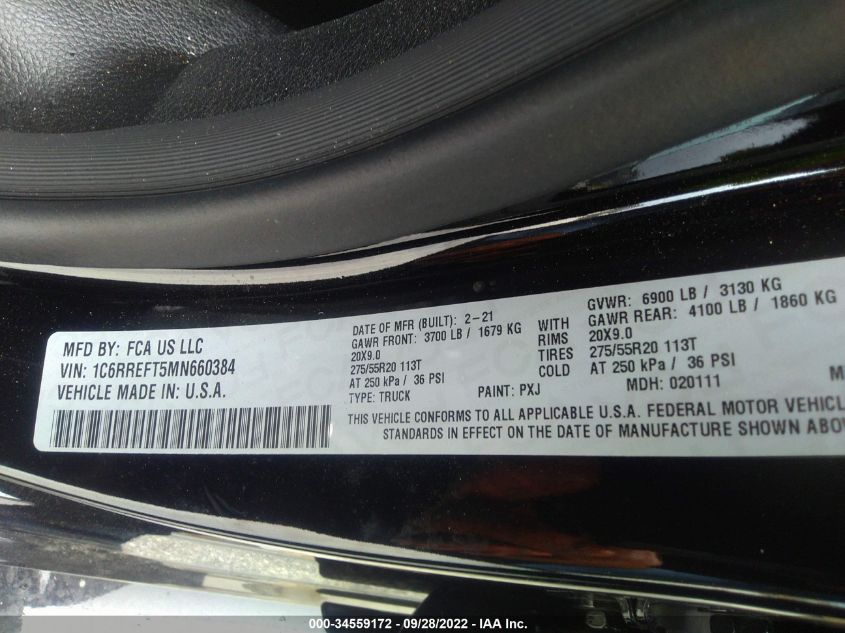 MFD BY: FCA US LLC
VIN: 1C6RREFT5MN660384
VEHICLE MADE IN: U.S.A.
DATE OF MFR (BUILT): 2-21
GAWR FRONT: 3700 LB / 1679 KG
20X9.0
275/55R20 113T
AT 250 kPa / 36 PSI
TYPE: TRUCK
PAINT: PXJ
WITH
RIMS
TIRES
COLD
GVWR: 6900 LB / 3130 KG
GAWR REAR: 4100 LB / 1860 KG
20X9.0
275/55R20 113T
AT 250 kPa / 36 PSI
MDH: 020111
THIS VEHICLE CONFORMS TO ALL APPLICABLE U.S.A. FEDERAL MOTOR VEHICL
STANDARDS IN EFFECT ON THE DATE OF MANUFACTURE SHOWN ABO
000-34559172 - 09/28/2022 - IAA Inc.